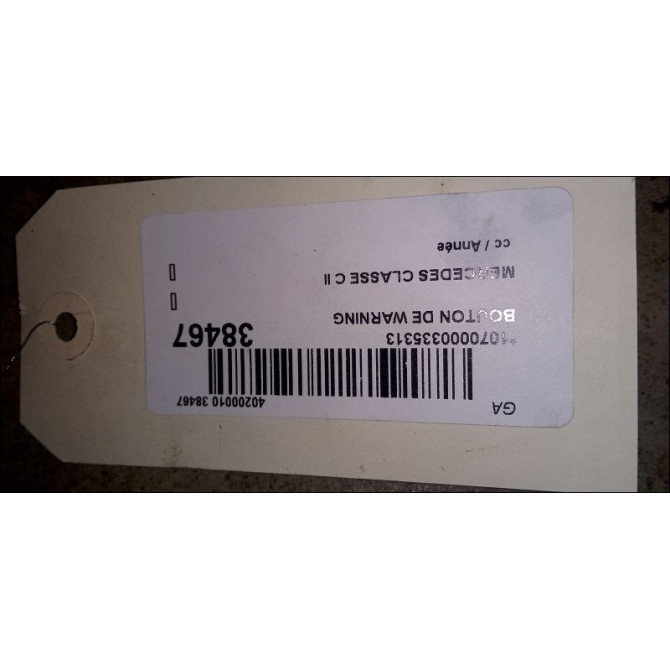 GA
40200010 38467
*1070000335313
38467
BOUTON DE WARNING
MERCEDES CLASSE C II
cc / Année